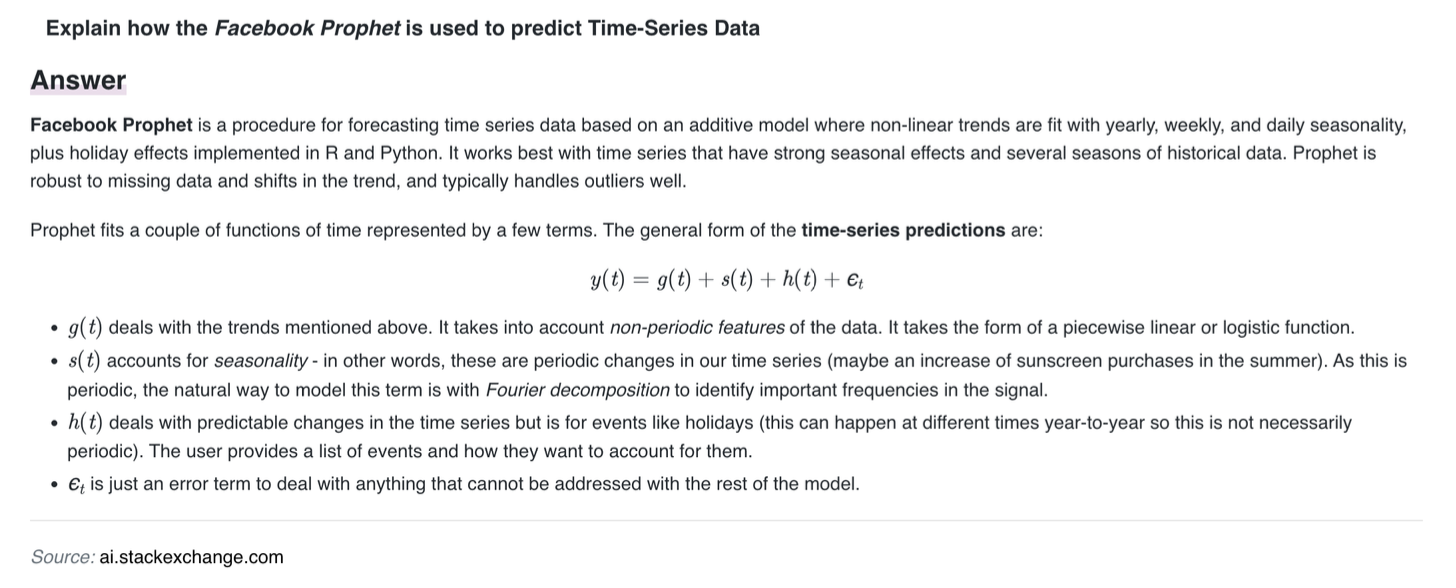 Explain how the Facebook Prophet is used to predict Time-Series Data
Answer
Facebook Prophet is a procedure for forecasting time series data based on an additive model where non-linear trends are fit with yearly, weekly, and daily seasonality,
plus holiday effects implemented in R and Python. It works best with time series that have strong seasonal effects and several seasons of historical data. Prophet is
robust to missing data and shifts in the trend, and typically handles outliers well.
Prophet fits a couple of functions of time represented by a few terms. The general form of the time-series predictions are:
y(t) = g(t) + s(t) + h(t) + ϵₜ
• g(t) deals with the trends mentioned above. It takes into account non-periodic features of the data. It takes the form of a piecewise linear or logistic function.
• s(t) accounts for seasonality - in other words, these are periodic changes in our time series (maybe an increase of sunscreen purchases in the summer). As this is
periodic, the natural way to model this term is with Fourier decomposition to identify important frequencies in the signal.
• h(t) deals with predictable changes in the time series but is for events like holidays (this can happen at different times year-to-year so this is not necessarily
periodic). The user provides a list of events and how they want to account for them.
• ϵₜ is just an error term to deal with anything that cannot be addressed with the rest of the model.
Source: ai.stackexchange.com